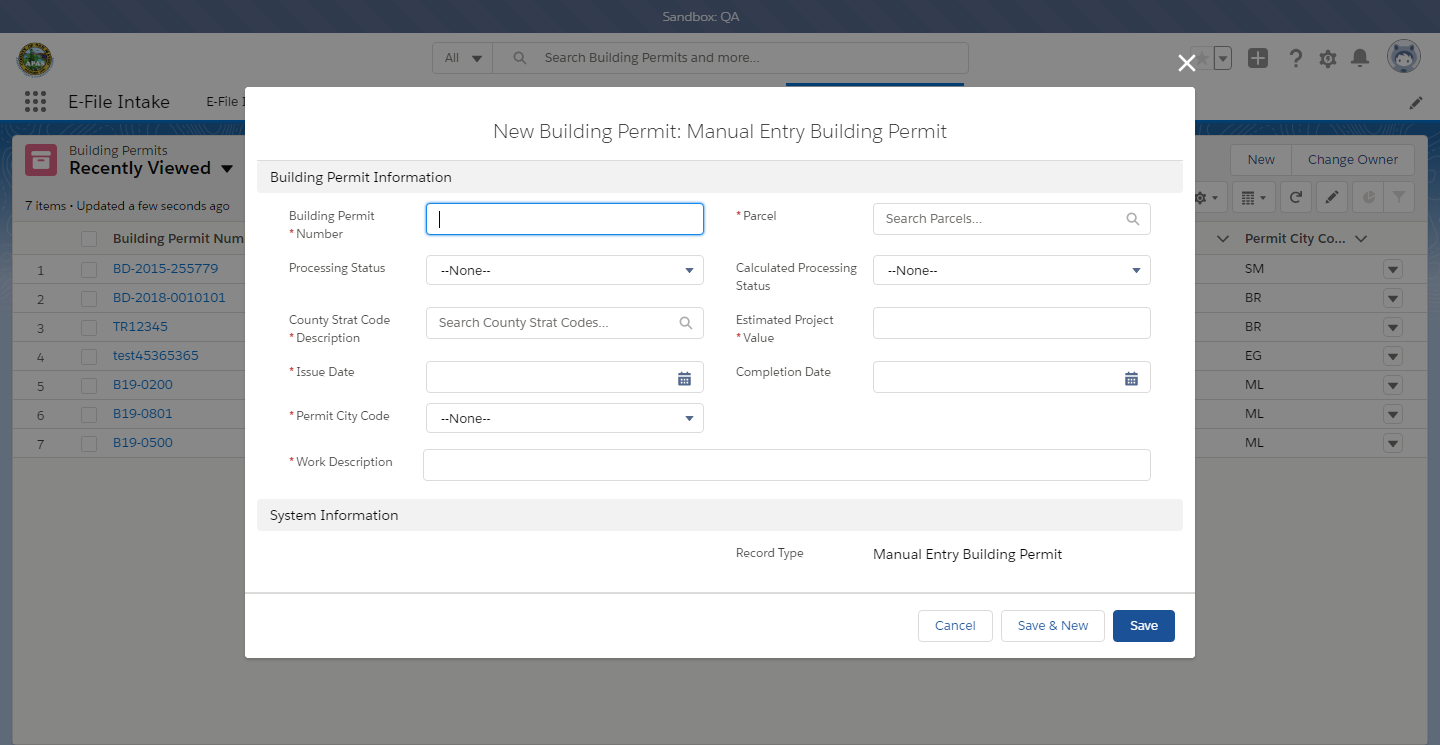 Sandbox: QA
All
Search Building Permits and more...
E-File Intake
E-File I
Building Permits
Recently Viewed
New
Change Owner
7 items • Updated a few seconds ago
Building Permit Num
Permit City Co...
1 BD-2015-255779 SM
2 BD-2018-0010101 BR
3 TR12345 BR
4 test45365365 EG
5 B19-0200 ML
6 B19-0801 ML
7 B19-0500 ML
New Building Permit: Manual Entry Building Permit
Building Permit Information
Building Permit
*Number
*Parcel
Search Parcels...
Processing Status
--None--
Calculated Processing
Status
--None--
County Strat Code
*Description
Search County Strat Codes...
Estimated Project
*Value
*Issue Date
Completion Date
*Permit City Code
--None--
*Work Description
System Information
Record Type
Manual Entry Building Permit
Cancel
Save & New
Save